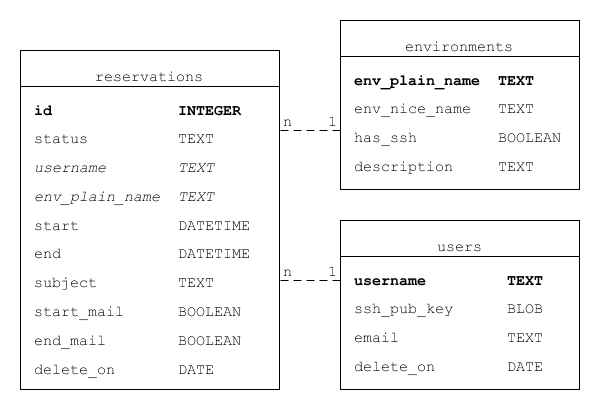 reservations
id INTEGER
status TEXT
username TEXT
env_plain_name TEXT
start DATETIME
end DATETIME
subject TEXT
start_mail BOOLEAN
end_mail BOOLEAN
delete_on DATE
n 1
n 1
environments
env_plain_name TEXT
env_nice_name TEXT
has_ssh BOOLEAN
description TEXT
users
username TEXT
ssh_pub_key BLOB
email TEXT
delete_on DATE